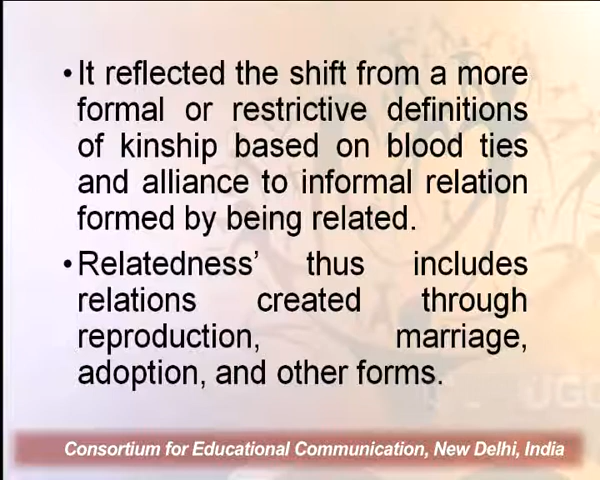 •It reflected the shift from a more
formal or restrictive definitions
of kinship based on blood ties
and alliance to informal relation
formed by being related.
•Relatedness’ thus includes
relations created through
reproduction, marriage,
adoption, and other forms.
UGC
Consortium for Educational Communication, New Delhi, India